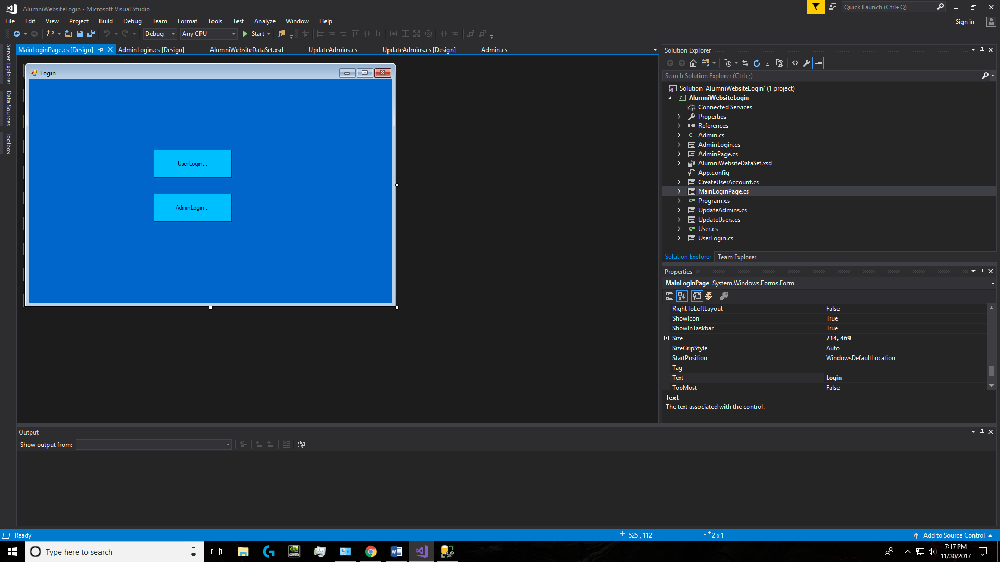 AlumniWebsiteLogin - Microsoft Visual Studio
Quick Launch (Ctrl+Q)
File Edit View Project Build Debug Team Format Tools Test Analyze Window Help
Sign in
Debug Any CPU Start
MainLoginPage.cs [Design] AdminLogin.cs [Design] AlumniWebsiteDataSet.xsd UpdateAdmins.cs UpdateAdmins.cs [Design] Admin.cs
Server Explorer
Data Sources
Toolbox
Login
UserLogin...
AdminLogin...
Solution Explorer
Search Solution Explorer (Ctrl+;)
Solution 'AlumniWebsiteLogin' (1 project)
AlumniWebsiteLogin
Connected Services
Properties
References
C# Admin.cs
AdminLogin.cs
AdminPage.cs
AlumniWebsiteDataSet.xsd
App.config
CreateUserAccount.cs
MainLoginPage.cs
C# Program.cs
UpdateAdmins.cs
UpdateUsers.cs
C# User.cs
UserLogin.cs
Solution Explorer Team Explorer
Properties
MainLoginPage System.Windows.Forms.Form
RightToLeftLayout False
ShowIcon True
ShowInTaskbar True
Size 714, 469
SizeGripStyle Auto
StartPosition WindowsDefaultLocation
Tag
Text Login
TopMost False
Text
The text associated with the control.
Output
Show output from:
Ready
525 , 112
2 x 1
Add to Source Control
Type here to search
7:17 PM
11/30/2017